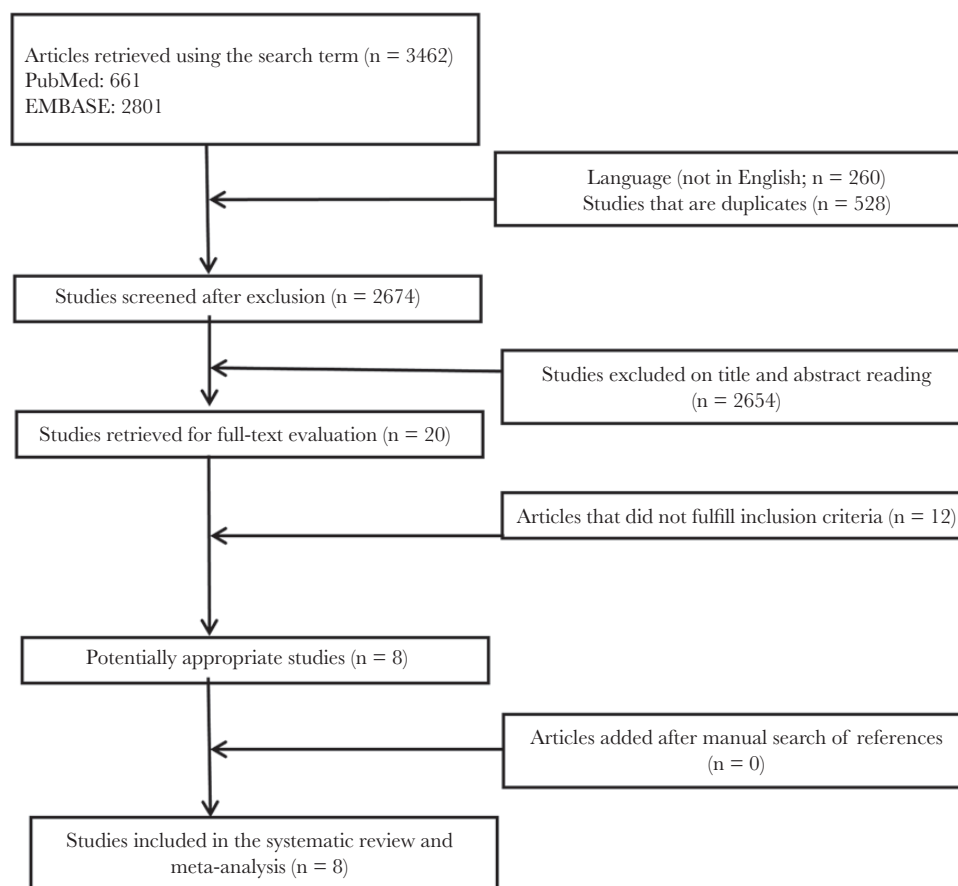 Articles retrieved using the search term (n = 3462)
PubMed: 661
EMBASE: 2801
Language (not in English; n = 260)
Studies that are duplicates (n = 528)
Studies screened after exclusion (n = 2674)
Studies excluded on title and abstract reading
(n = 2654)
Studies retrieved for full-text evaluation (n = 20)
Articles that did not fulfill inclusion criteria (n = 12)
Potentially appropriate studies (n = 8)
Articles added after manual search of references
(n = 0)
Studies included in the systematic review and
meta-analysis (n = 8)